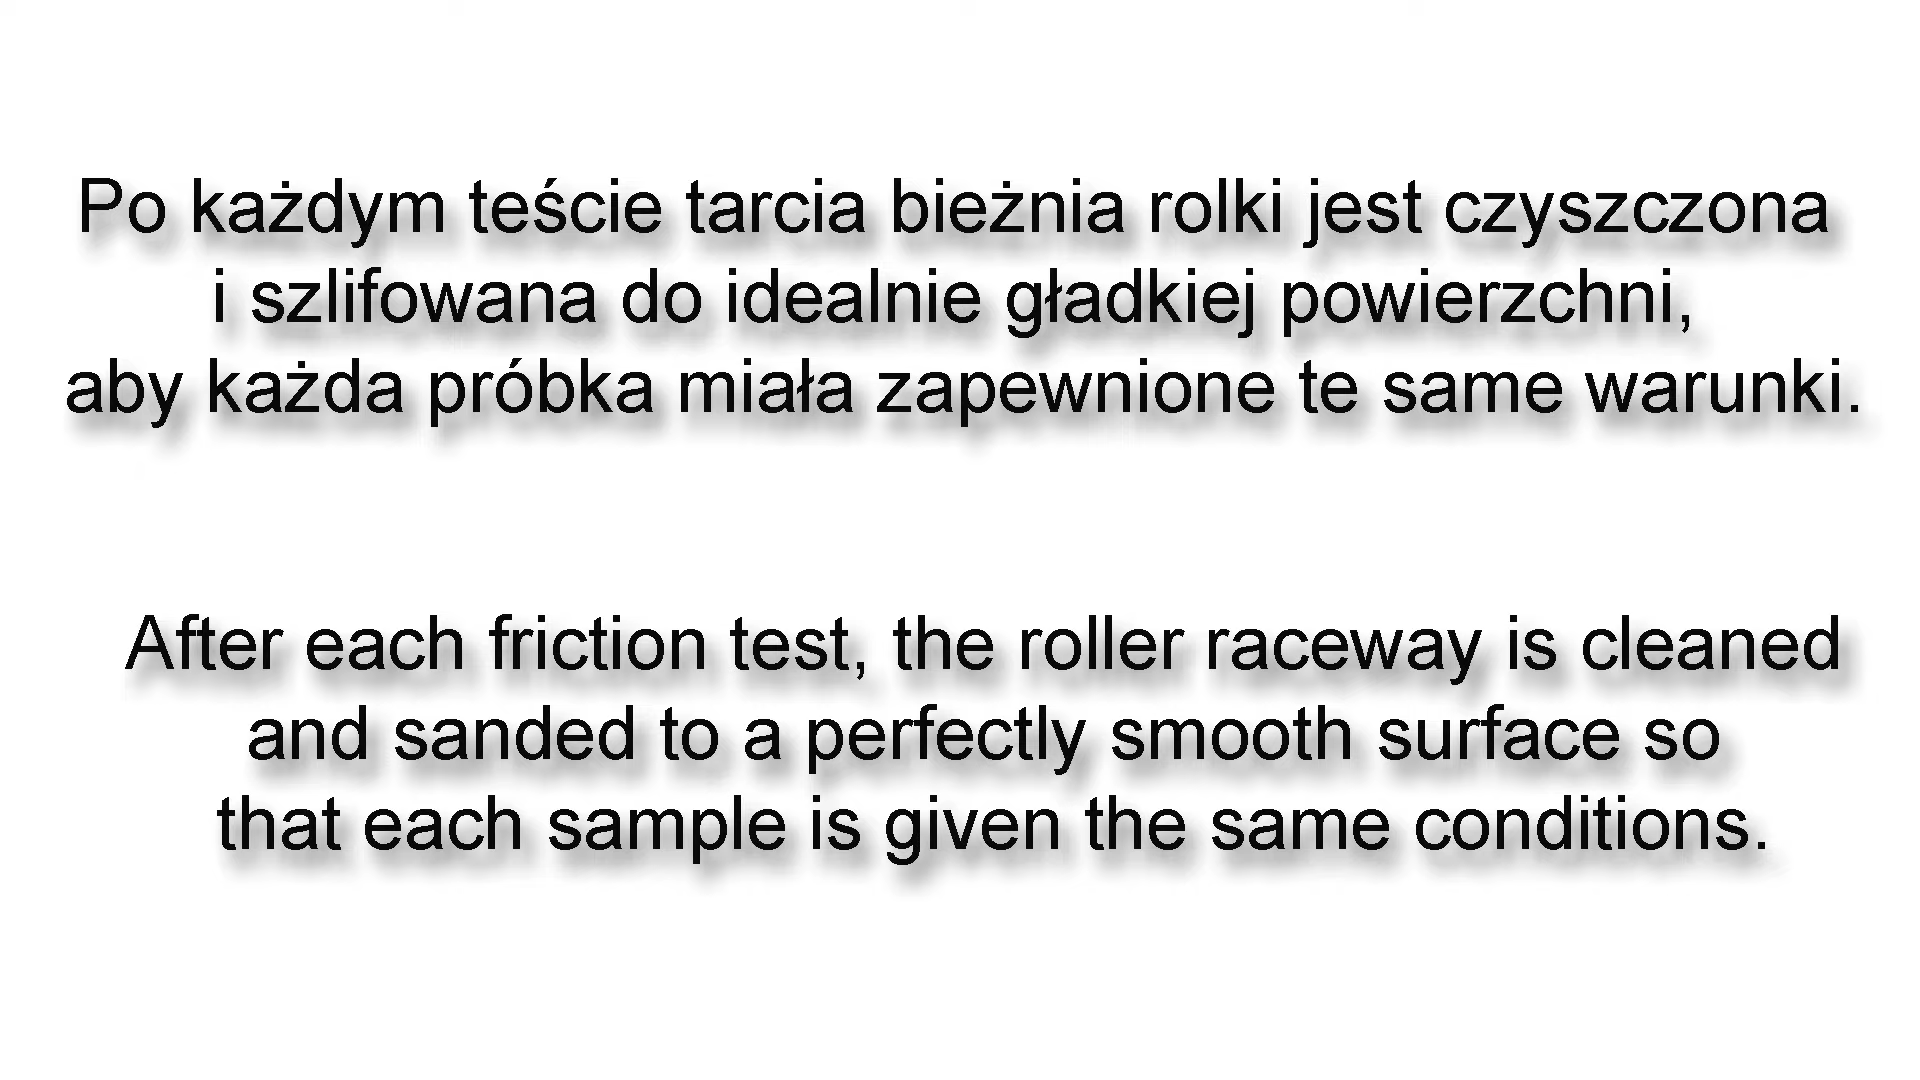 Po każdym teście tarcia bieżnia rolki jest czyszczona
i szlifowana do idealnie gładkiej powierzchni,
aby każda próbka miała zapewnione te same warunki.
After each friction test, the roller raceway is cleaned
and sanded to a perfectly smooth surface so
that each sample is given the same conditions.